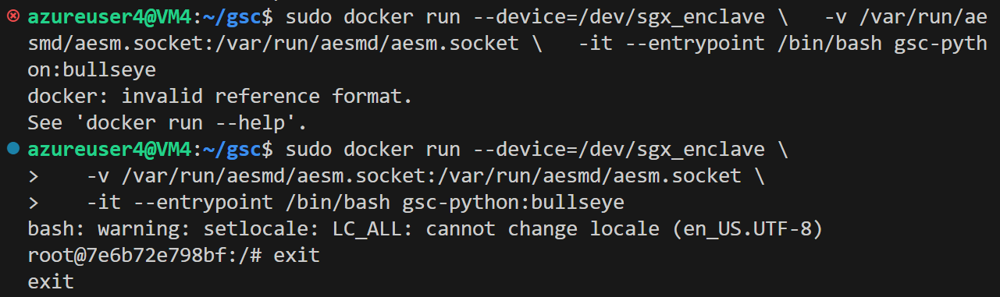 azureuser4@VM4:~/gsc$ sudo docker run --device=/dev/sgx_enclave \   -v /var/run/ae
smd/aesm.socket:/var/run/aesmd/aesm.socket \   -it --entrypoint /bin/bash gsc-pyth
on:bullseye
docker: invalid reference format.
See 'docker run --help'.
azureuser4@VM4:~/gsc$ sudo docker run --device=/dev/sgx_enclave \
>    -v /var/run/aesmd/aesm.socket:/var/run/aesmd/aesm.socket \
>    -it --entrypoint /bin/bash gsc-python:bullseye
bash: warning: setlocale: LC_ALL: cannot change locale (en_US.UTF-8)
root@7e6b72e798bf:/# exit
exit